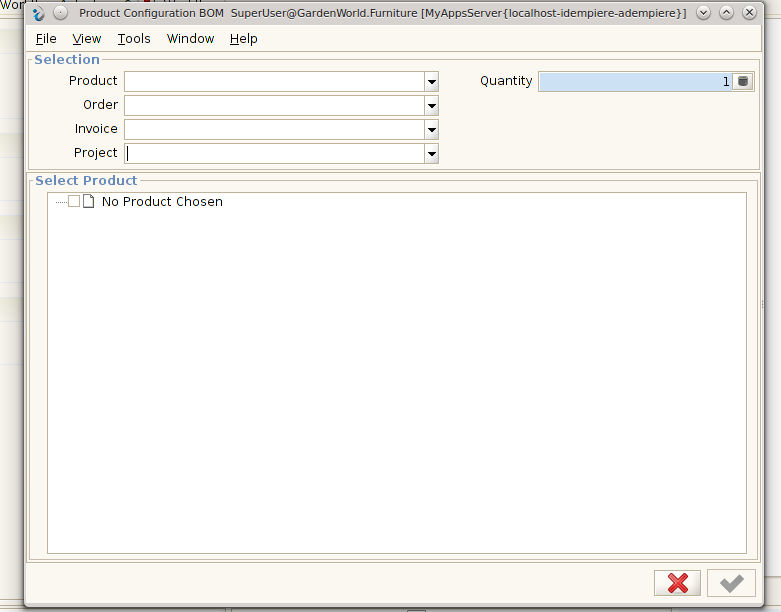 Product Configuration BOM SuperUser@GardenWorld.Furniture [MyAppsServer{localhost-idempiere-adempiere}]
File View Tools Window Help
Selection
Product
Quantity 1
Order
Invoice
Project
Select Product
No Product Chosen